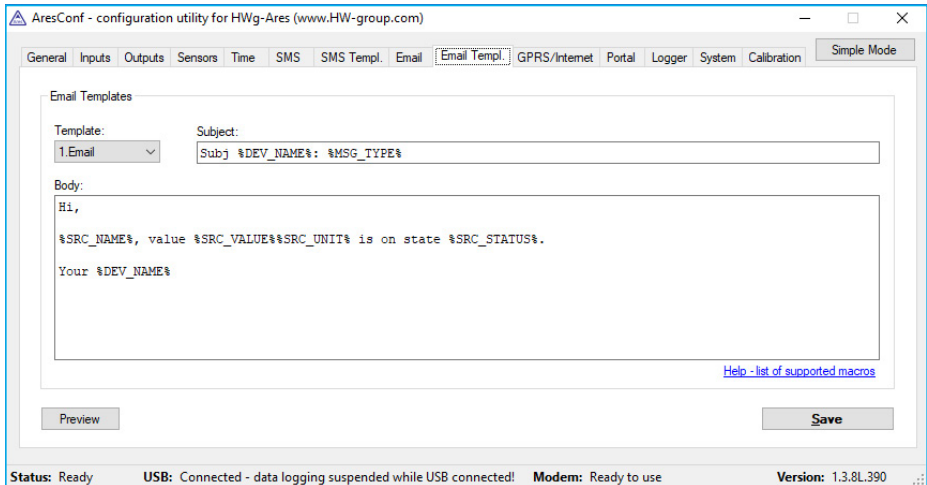 AresConf - configuration utility for HWg-Ares (www.HW-group.com)
General Inputs Outputs Sensors Time SMS SMS Templ. Email Email Templ. GPRS/Internet Portal Logger System Calibration Simple Mode
Email Templates
Template: Subject:
1.Email Subj %DEV_NAME%: %MSG_TYPE%
Body:
Hi,
%SRC_NAME%, value %SRC_VALUE%%SRC_UNIT% is on state %SRC_STATUS%.
Your %DEV_NAME%
Help - list of supported macros
Preview Save
Status: Ready USB: Connected - data logging suspended while USB connected! Modem: Ready to use Version: 1.3.8L.390